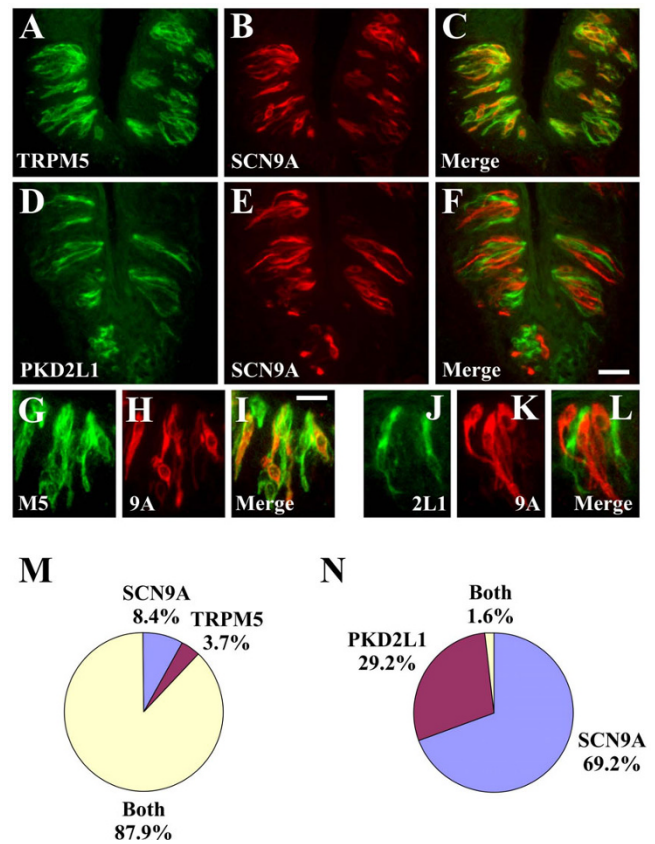 A
B
C
TRPM5
SCN9A
Merge
D
E
F
PKD2L1
SCN9A
Merge
G
H
I
J
K
L
M5
9A
Merge
2L1
9A
Merge
M
N
SCN9A
8.4%
TRPM5
3.7%
Both
87.9%
Both
1.6%
PKD2L1
29.2%
SCN9A
69.2%